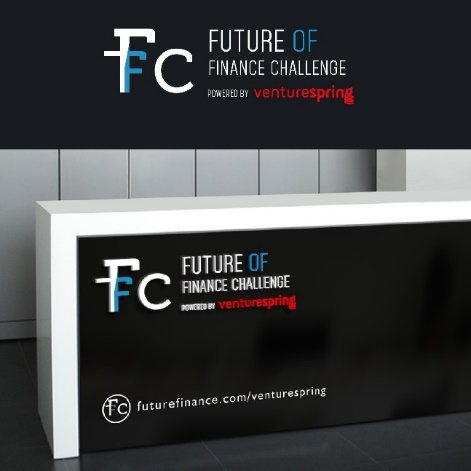 FFC
FUTURE OF
FINANCE CHALLENGE
POWERED BY venturespring
FFC
FUTURE OF
FINANCE CHALLENGE
POWERED BY venturespring
FFC futurefinance.com/venturespring